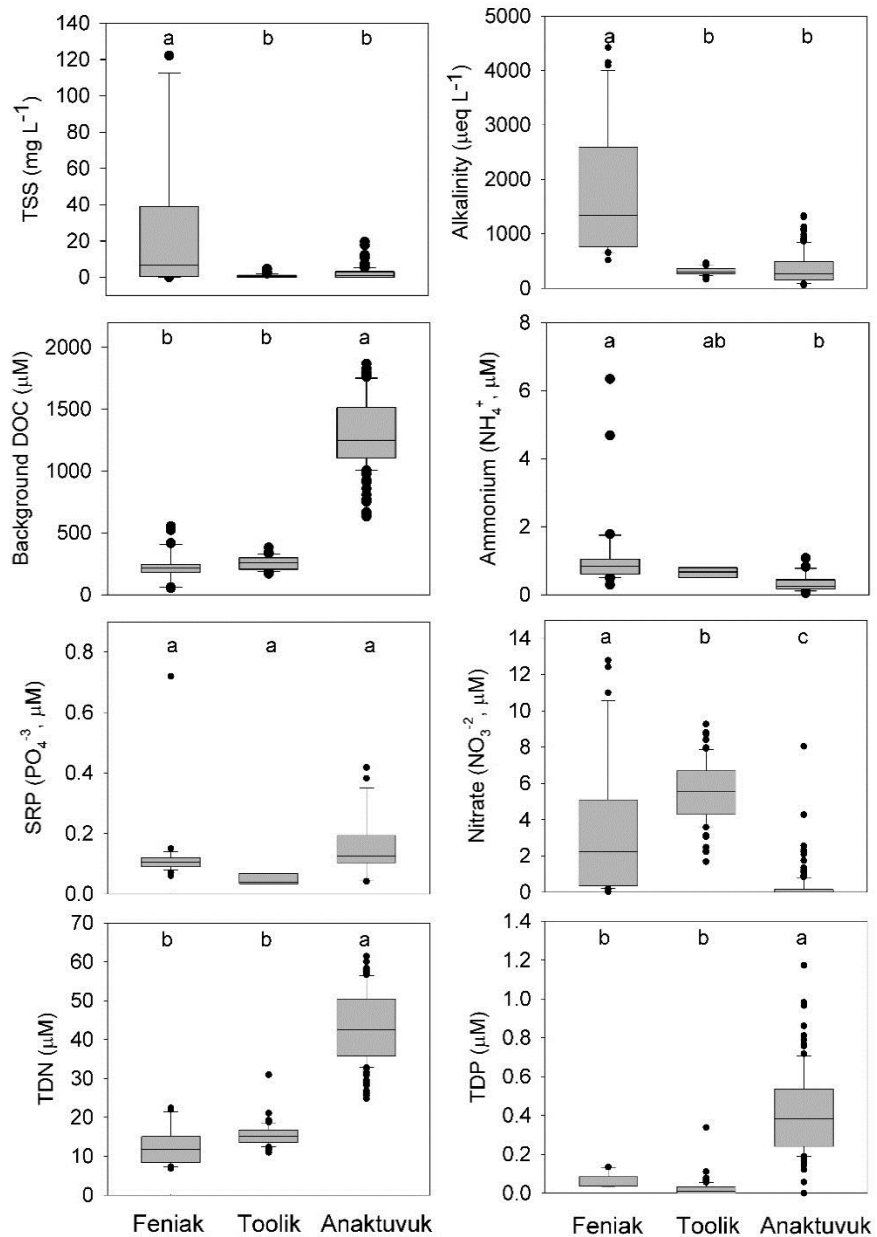 TSS (mg L⁻¹)
140
120
100
80
60
40
20
0
a b b
Alkalinity (µeq L⁻¹)
5000
4000
3000
2000
1000
0
a b b
Background DOC (µM)
2000
1500
1000
500
0
b b a
Ammonium (NH₄⁺, µM)
8
6
4
2
0
a ab b
SRP (PO₄⁻³, µM)
0.8
0.6
0.4
0.2
0.0
a a a
Nitrate (NO₃⁻², µM)
14
12
10
8
6
4
2
0
a b c
TDN (µM)
70
60
50
40
30
20
10
0
b b a
Feniak Toolik Anaktuvuk
TDP (µM)
1.4
1.2
1.0
0.8
0.6
0.4
0.2
0.0
b b a
Feniak Toolik Anaktuvuk